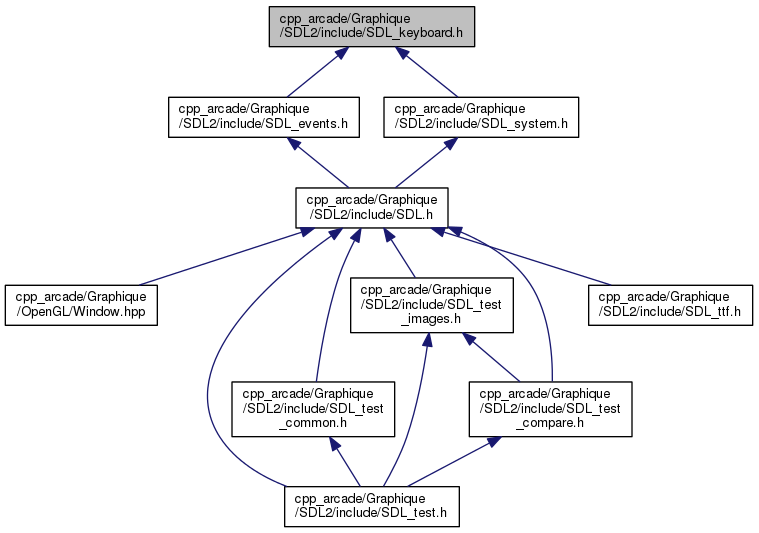 cpp_arcade/Graphique
/SDL2/include/SDL_keyboard.h
cpp_arcade/Graphique
/SDL2/include/SDL_events.h
cpp_arcade/Graphique
/SDL2/include/SDL_system.h
cpp_arcade/Graphique
/SDL2/include/SDL.h
cpp_arcade/Graphique
/OpenGL/Window.hpp
cpp_arcade/Graphique
/SDL2/include/SDL_test
_images.h
cpp_arcade/Graphique
/SDL2/include/SDL_ttf.h
cpp_arcade/Graphique
/SDL2/include/SDL_test
_common.h
cpp_arcade/Graphique
/SDL2/include/SDL_test
_compare.h
cpp_arcade/Graphique
/SDL2/include/SDL_test.h